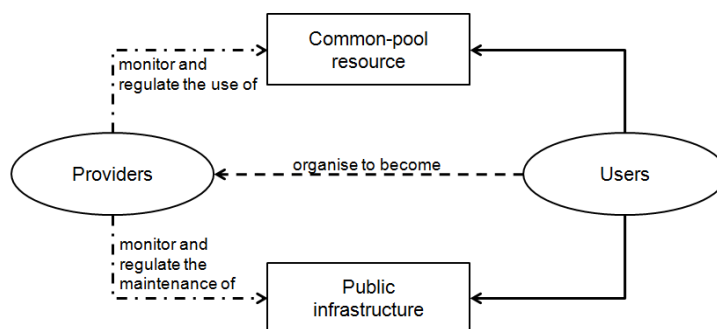 Common-pool
resource
monitor and
regulate the use of
Providers
organise to become
Users
monitor and
regulate the
maintenance of
Public
infrastructure